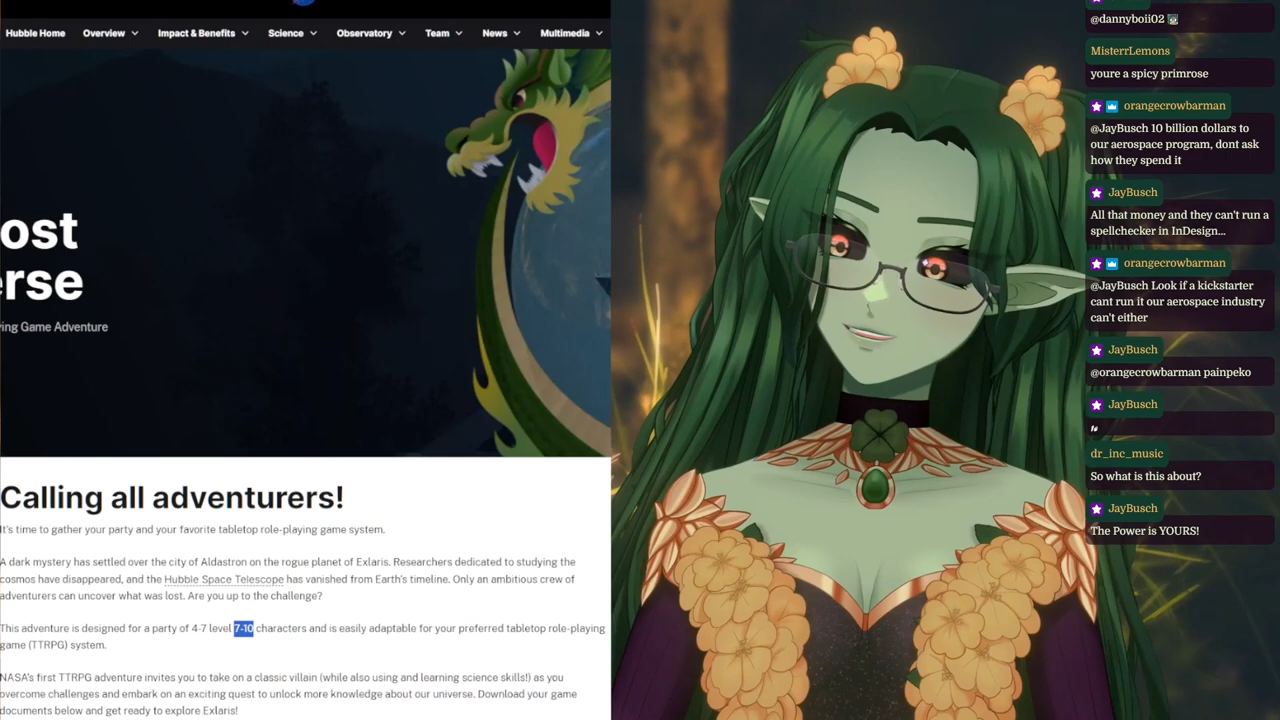 Hubble Home Overview Impact & Benefits Science Observatory Team News Multimedia
ost
erse
ying Game Adventure
Calling all adventurers!
It's time to gather your party and your favorite tabletop role-playing game system.
A dark mystery has settled over the city of Aldastron on the rogue planet of Exlaris. Researchers dedicated to studying the
cosmos have disappeared, and the Hubble Space Telescope has vanished from Earth's timeline. Only an ambitious crew of
adventurers can uncover what was lost. Are you up to the challenge?
This adventure is designed for a party of 4-7 level 7-10 characters and is easily adaptable for your preferred tabletop role-playing
game (TTRPG) system.
NASA's first TTRPG adventure invites you to take on a classic villain (while also using and learning science skills!) as you
overcome challenges and embark on an exciting quest to unlock more knowledge about our universe. Download your game
documents below and get ready to explore Exlaris!
@dannyboii02
MisterrLemons
youre a spicy primrose
orangecrowbarman
@JayBusch 10 billion dollars to
our aerospace program, dont ask
how they spend it
JayBusch
All that money and they can't run a
spellchecker in InDesign...
orangecrowbarman
@JayBusch Look if a kickstarter
cant run it our aerospace industry
can't either
JayBusch
@orangecrowbarman painpeko
JayBusch
dr_inc_music
So what is this about?
JayBusch
The Power is YOURS!